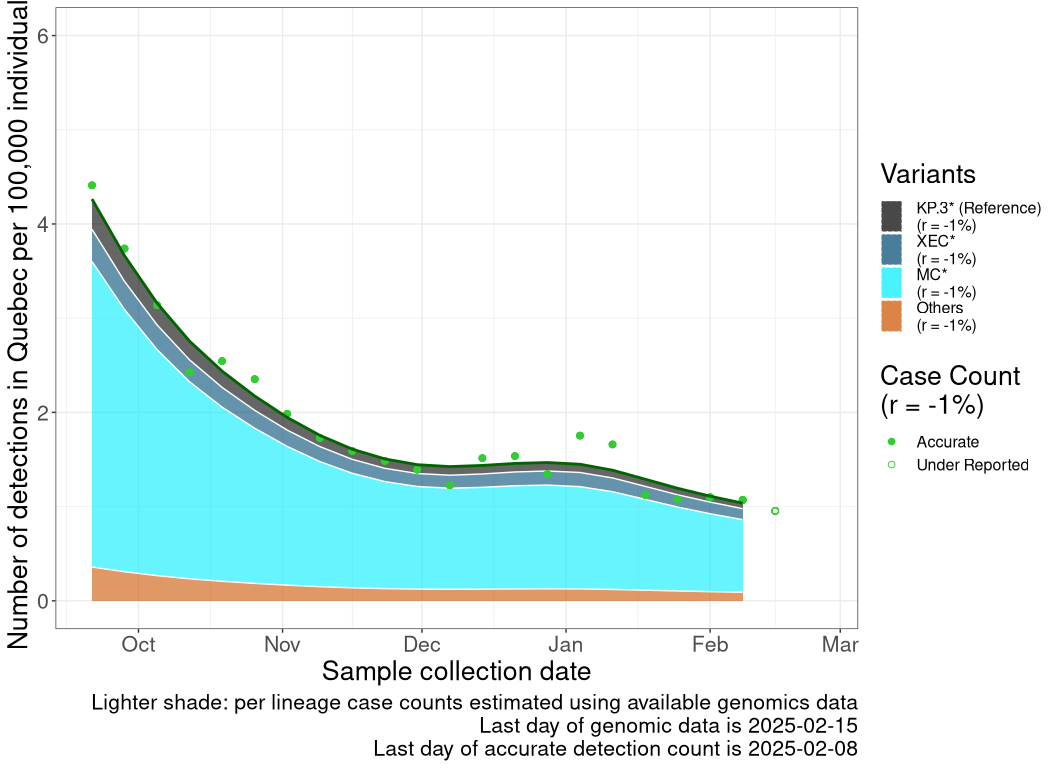 Number of detections in Quebec per 100,000 individual
6
4
2
0
Oct
Nov
Dec
Jan
Feb
Mar
Sample collection date
Lighter shade: per lineage case counts estimated using available genomics data
Last day of genomic data is 2025-02-15
Last day of accurate detection count is 2025-02-08
Variants
KP.3* (Reference)
(r = -1%)
XEC*
(r = -1%)
MC*
(r = -1%)
Others
(r = -1%)
Case Count
(r = -1%)
Accurate
Under Reported